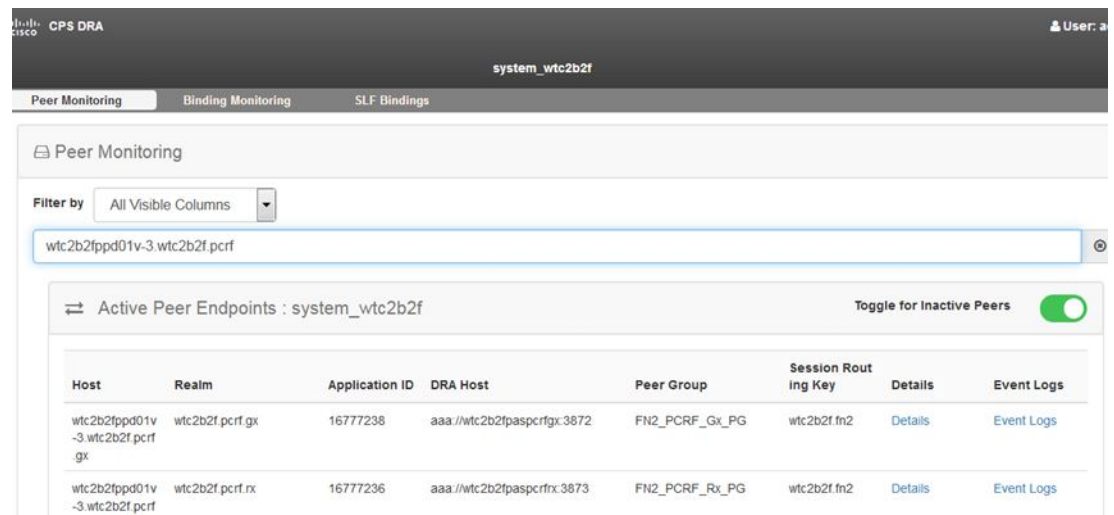 CISCO CPS DRA
User: a
system_wtc2b2f
Peer Monitoring Binding Monitoring SLF Bindings
Peer Monitoring
Filter by All Visible Columns
wtc2b2fppd01v-3.wtc2b2f.pcrf
Active Peer Endpoints : system_wtc2b2f Toggle for Inactive Peers
Host Realm Application ID DRA Host Peer Group Session Rout
ing Key Details Event Logs
wtc2b2fppd01v
-3.wtc2b2f.pcrf
.gx
wtc2b2f.pcrf.gx 16777238 aaa://wtc2b2fpaspcrfgx:3872 FN2_PCRF_Gx_PG wtc2b2f.fn2 Details Event Logs
wtc2b2fppd01v
-3.wtc2b2f.pcrf
wtc2b2f.pcrf.rx 16777236 aaa://wtc2b2fpaspcrfrx:3873 FN2_PCRF_Rx_PG wtc2b2f.fn2 Details Event Logs